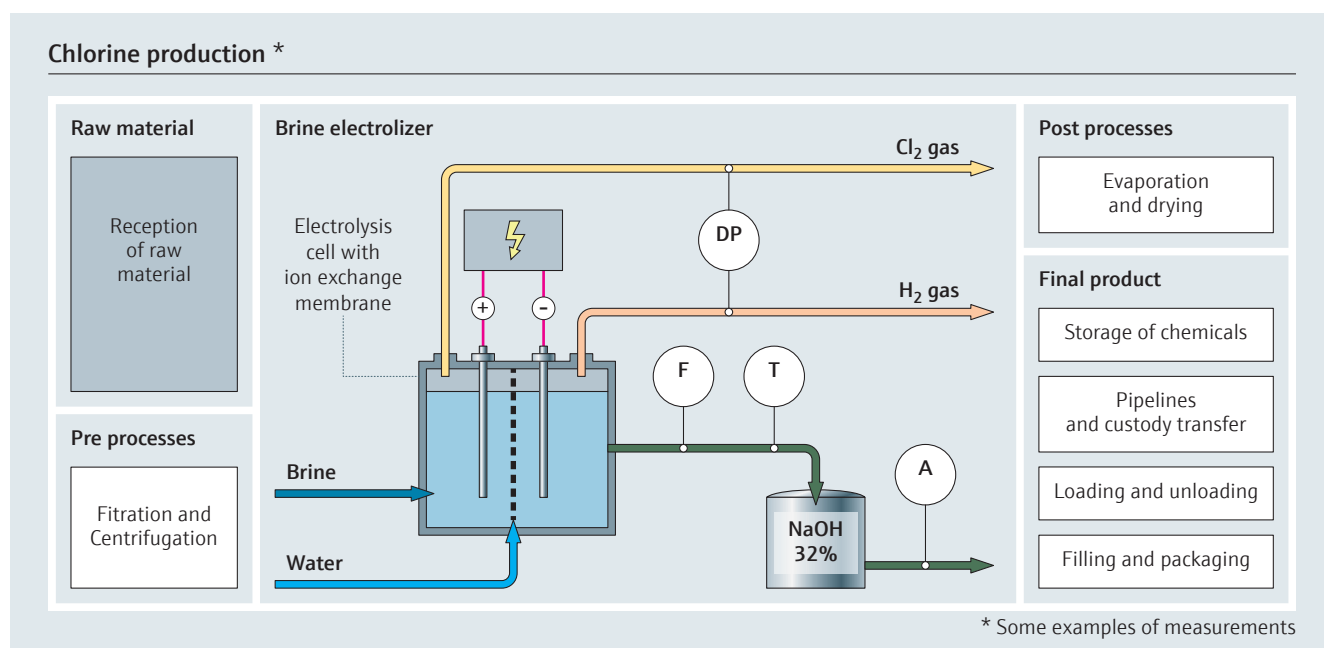 Chlorine production *
Raw material
Reception
of raw
material
Pre processes
Fitration and
Centrifugation
Brine electrolizer
Electrolysis
cell with
ion exchange
membrane
+
-
Cl₂ gas
DP
H₂ gas
F
T
Brine
Water
NaOH
32%
A
Post processes
Evaporation
and drying
Final product
Storage of chemicals
Pipelines
and custody transfer
Loading and unloading
Filling and packaging
* Some examples of measurements